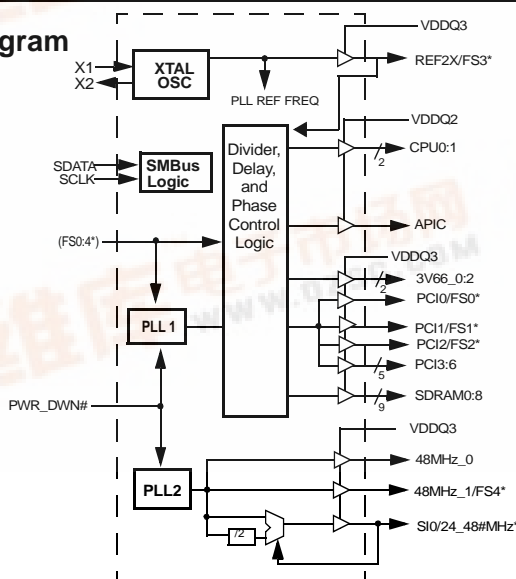 gram
VDDQ3
X1
X2
XTAL
OSC
REF2X/FS3*
PLL REF FREQ
VDDQ2
SDATA
SCLK
SMBus
Logic
Divider,
Delay,
and
Phase
Control
Logic
CPU0:1
2
(FS0:4*)
APIC
VDDQ3
3V66_0:2
2
PCI0/FS0*
PLL 1
PCI1/FS1*
PCI2/FS2*
PCI3:6
5
SDRAM0:8
9
PWR_DWN#
VDDQ3
48MHz_0
PLL2
48MHz_1/FS4*
/2
SI0/24_48#MHz*